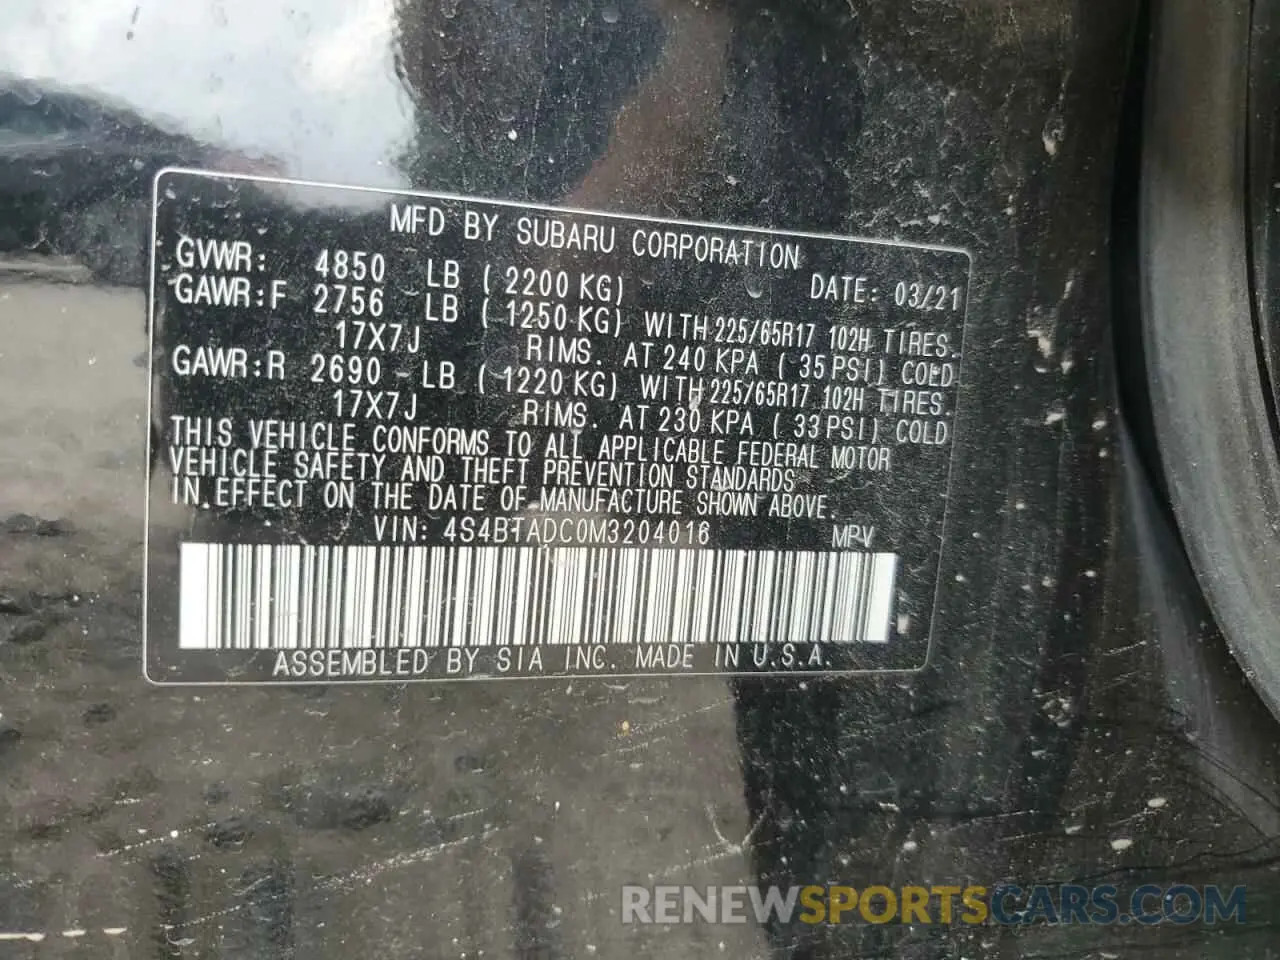 MFD BY SUBARU CORPORATION
GVWR: 4850 LB ( 2200 KG) DATE: 03/21
GAWR:F 2756 LB ( 1250 KG) WITH 225/65R17 102H TIRES.
17X7J RIMS. AT 240 KPA ( 35 PSI) COLD
GAWR:R 2690 LB ( 1220 KG) WITH 225/65R17 102H TIRES.
17X7J RIMS. AT 230 KPA ( 33 PSI) COLD
THIS VEHICLE CONFORMS TO ALL APPLICABLE FEDERAL MOTOR
VEHICLE SAFETY AND THEFT PREVENTION STANDARDS
IN EFFECT ON THE DATE OF MANUFACTURE SHOWN ABOVE.
VIN: 4S4BTADC0M3204016 MPV
ASSEMBLED BY SIA INC. MADE IN U.S.A.
RENEWSPORTSCARS.COM